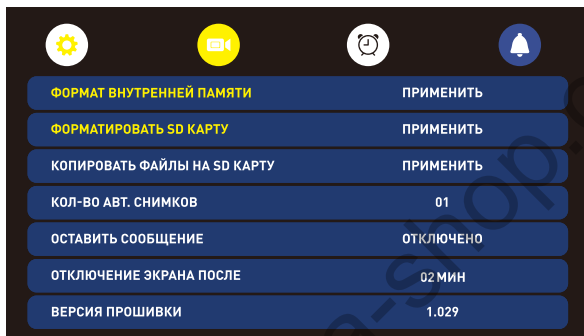 ФОРМАТ ВНУТРЕННЕЙ ПАМЯТИ ПРИМЕНИТЬ
ФОРМАТИРОВАТЬ SD КАРТУ ПРИМЕНИТЬ
КОПИРОВАТЬ ФАЙЛЫ НА SD КАРТУ ПРИМЕНИТЬ
КОЛ-ВО АВТ. СНИМКОВ 01
ОСТАВИТЬ СООБЩЕНИЕ ОТКЛЮЧЕНО
ОТКЛЮЧЕНИЕ ЭКРАНА ПОСЛЕ 02 МИН
ВЕРСИЯ ПРОШИВКИ 1.029
a-shop.